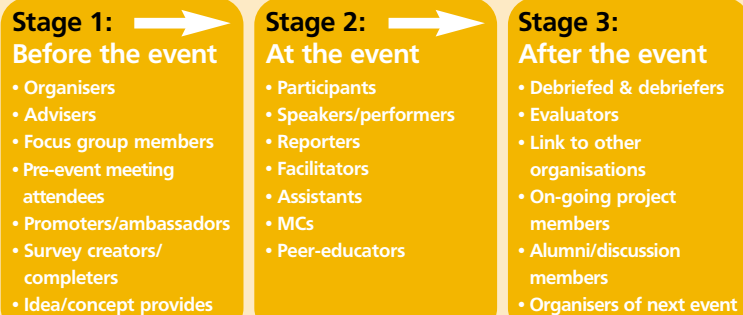 Stage 1:
Before the event
• Organisers
• Advisers
• Focus group members
• Pre-event meeting
attendees
• Promoters/ambassadors
• Survey creators/
completers
• Idea/concept provides
Stage 2:
At the event
• Participants
• Speakers/performers
• Reporters
• Facilitators
• Assistants
• MCs
• Peer-educators
Stage 3:
After the event
• Debriefed & debriefers
• Evaluators
• Link to other
organisations
• On-going project
members
• Alumni/discussion
members
• Organisers of next event